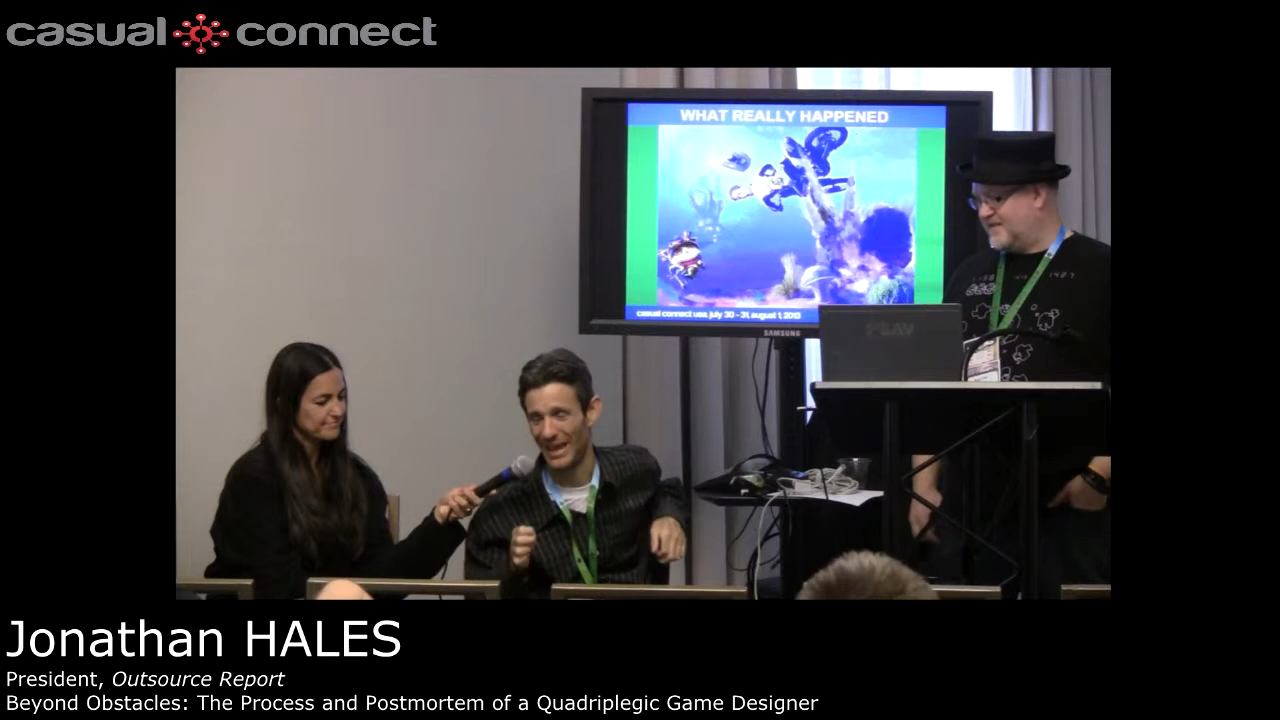 casual connect
WHAT REALLY HAPPENED
casual connect usa, july 30 - 31, august 1, 2013
SAMSUNG
Jonathan HALES
President, Outsource Report
Beyond Obstacles: The Process and Postmortem of a Quadriplegic Game Designer